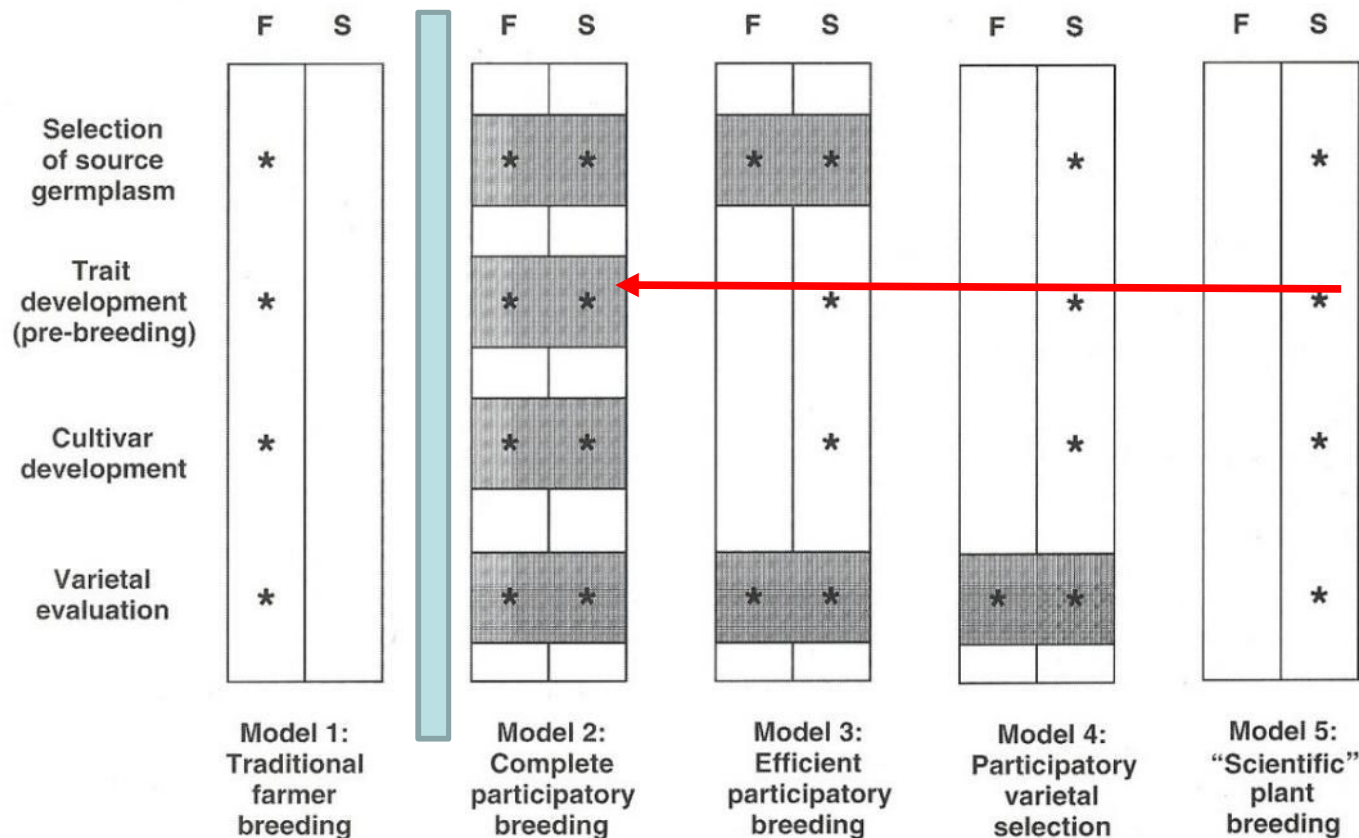 F S F S F S F S F S
Selection
of source
germplasm
* * * * * * *
Trait
development
(pre-breeding)
* * * * * *
Cultivar
development
* * * * * *
Varietal
evaluation
* * * * * * * *
Model 1:
Traditional
farmer
breeding
Model 2:
Complete
participatory
breeding
Model 3:
Efficient
participatory
breeding
Model 4:
Participatory
varietal
selection
Model 5:
“Scientific”
plant
breeding